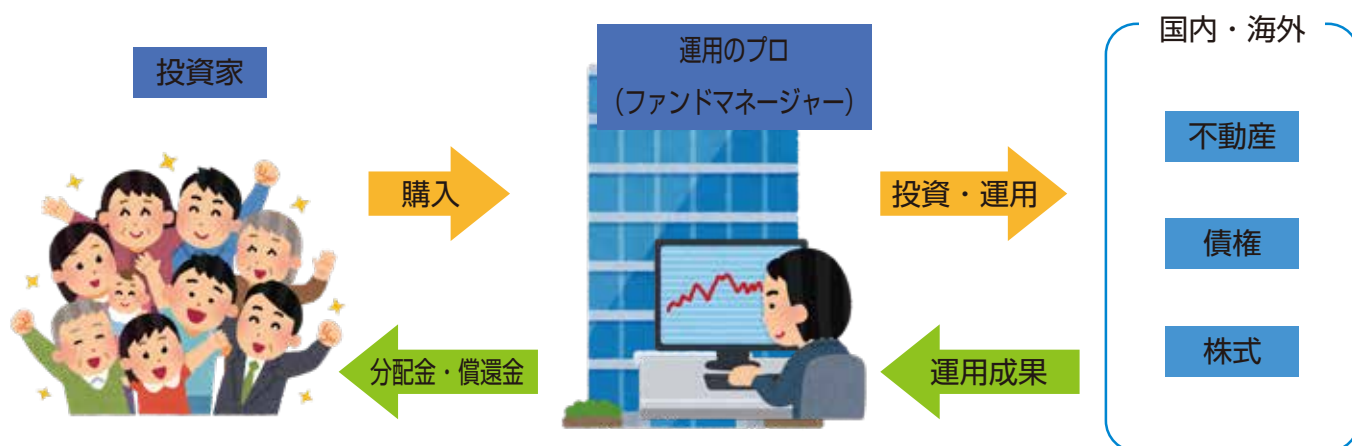 投資家
運用のプロ
（ファンドマネージャー）
国内・海外
購入
投資・運用
不動産
債権
株式
分配金・償還金
運用成果